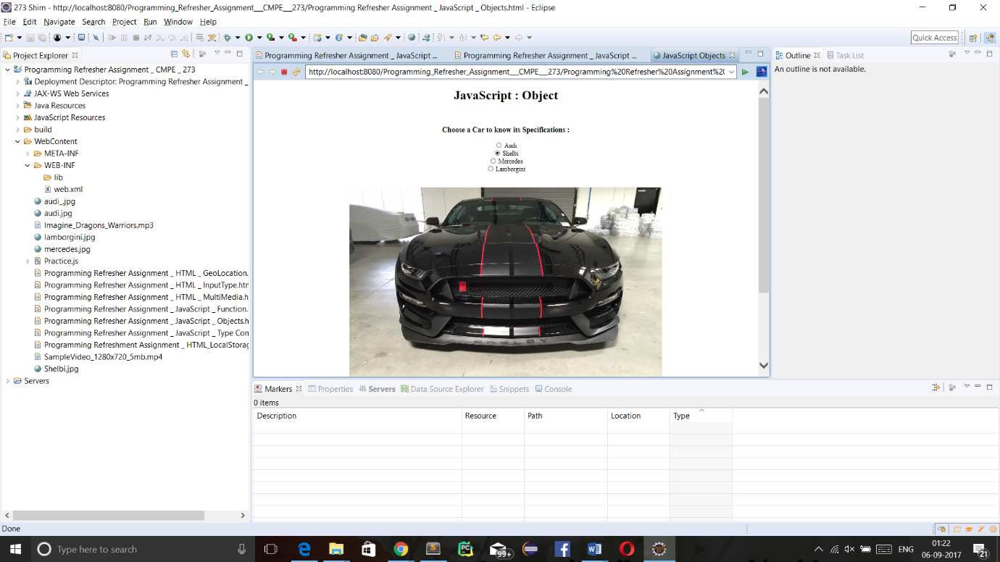 273 Shim - http://localhost:8080/Programming_Refresher_Assignment___CMPE___273/Programming Refresher Assignment _ JavaScript _ Objects.html - Eclipse
File Edit Navigate Search Project Run Window Help
Quick Access
Project Explorer
Programming Refresher Assignment _ CMPE _ 273
Deployment Descriptor: Programming Refresher Assignment _
JAX-WS Web Services
Java Resources
JavaScript Resources
build
WebContent
META-INF
WEB-INF
lib
web.xml
audi_.jpg
audi.jpg
Imagine_Dragons_Warriors.mp3
lamborgini.jpg
mercedes.jpg
Practice.js
Programming Refresher Assignment _ HTML _ GeoLocation.
Programming Refresher Assignment _ HTML _ InputType.htm
Programming Refresher Assignment _ HTML _ MultiMedia.h
Programming Refresher Assignment _ JavaScript _ Function.
Programming Refresher Assignment _ JavaScript _ Objects.h
Programming Refresher Assignment _ JavaScript _ Type Con
Programming Refreshment Assignment _ HTML_LocalStorag
SampleVideo_1280x720_5mb.mp4
Shelbi.jpg
Servers
Programming Refresher Assignment _ JavaScript ... Programming Refresher Assignment _ JavaScript ... JavaScript Objects
http://localhost:8080/Programming_Refresher_Assignment___CMPE___273/Programming%20Refresher%20Assignment%2(
JavaScript : Object
Choose a Car to know its Specifications :
Audi
Shelbi
Mercedes
Lamborgini
SHELBY
Outline Task List
An outline is not available.
Markers Properties Servers Data Source Explorer Snippets Console
0 items
Description Resource Path Location Type
Done
Type here to search
PC
99+
W
S
ENG
01:22
06-09-2017
21